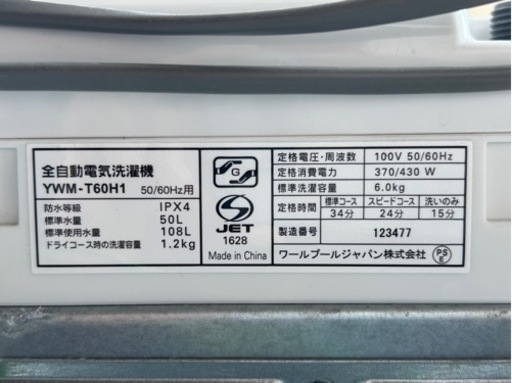 全自動電気洗濯機
YWM-T60H1 50/60Hz用
防水等級 IPX4
標準水量 50L
標準使用水量 108L
ドライコース時の洗濯容量 1.2kg
G
JET
1628
Made in China
定格電圧・周波数 100V 50/60Hz
定格消費電力 370/430 W
標準洗濯容量 6.0kg
定格時間 標準コース スピードコース 洗いのみ
34分 24分 15分
製造番号 123477
ワールプールジャパン株式会社
PS
E